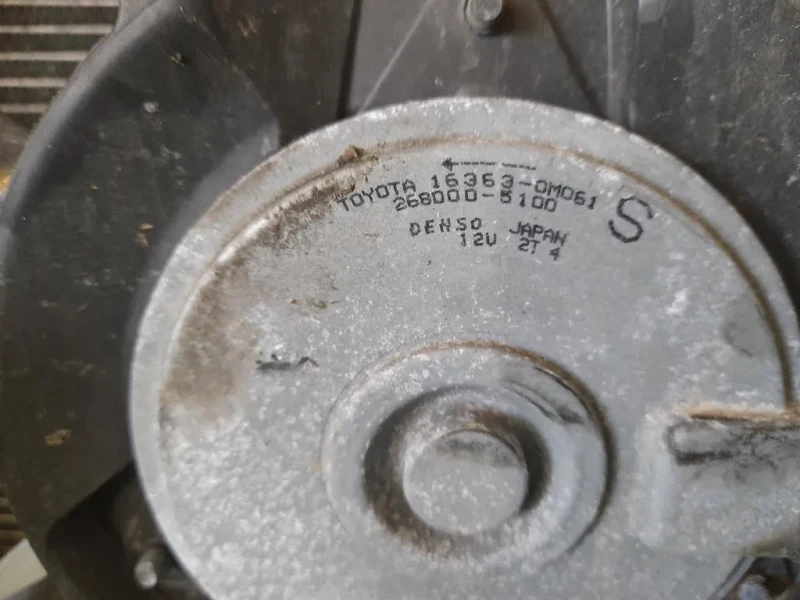 TOYOTA 16363-0M061
268000-5100
DENSO JAPAN
12V 2T 4
S